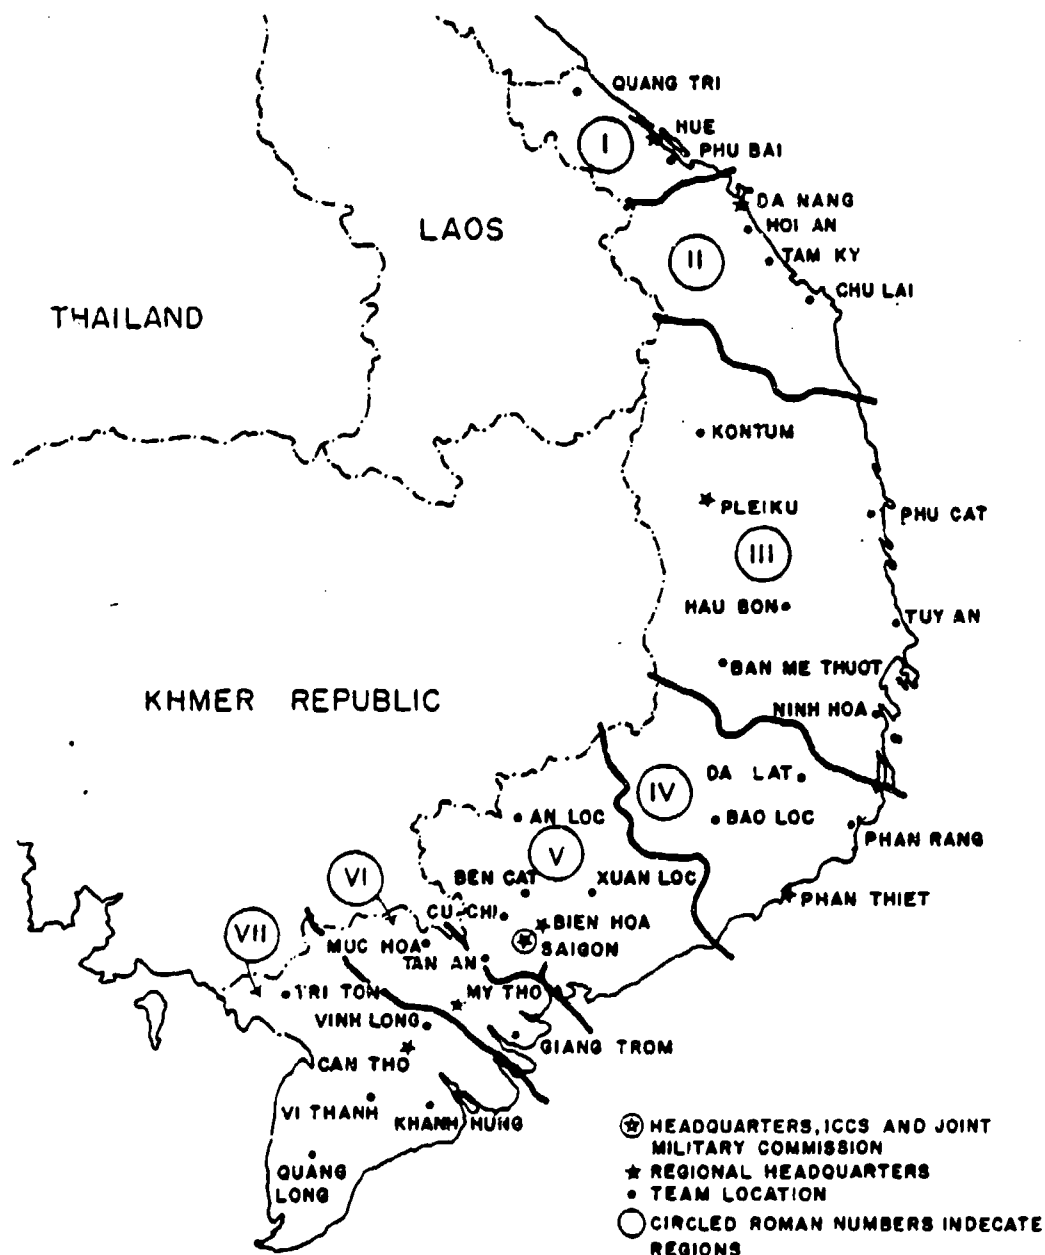 QUANG TRI
HUE
I
PHU BAI
DA NANG
HOI AN
LAOS
II
TAM KY
CHU LAI
THAILAND
KONTUM
PLEIKU
PHU CAT
III
HAU BON
TUY AN
BAN ME THUOT
KHMER REPUBLIC
NINH HOA
DA LAT
IV
AN LOC
BAO LOC
PHAN RANG
V
VI
BEN CAT
XUAN LOC
PHAN THIET
CU CHI
BIEN HOA
VII
MUC HOA
SAIGON
TAN AN
TRI TON
MY THO
VINH LONG
GIANG TROM
CAN THO
VI THANH
KHANH HUNG
QUANG
LONG
HEADQUARTERS, ICCS AND JOINT
MILITARY COMMISSION
REGIONAL HEADQUARTERS
TEAM LOCATION
CIRCLED ROMAN NUMBERS INDECATE
REGIONS